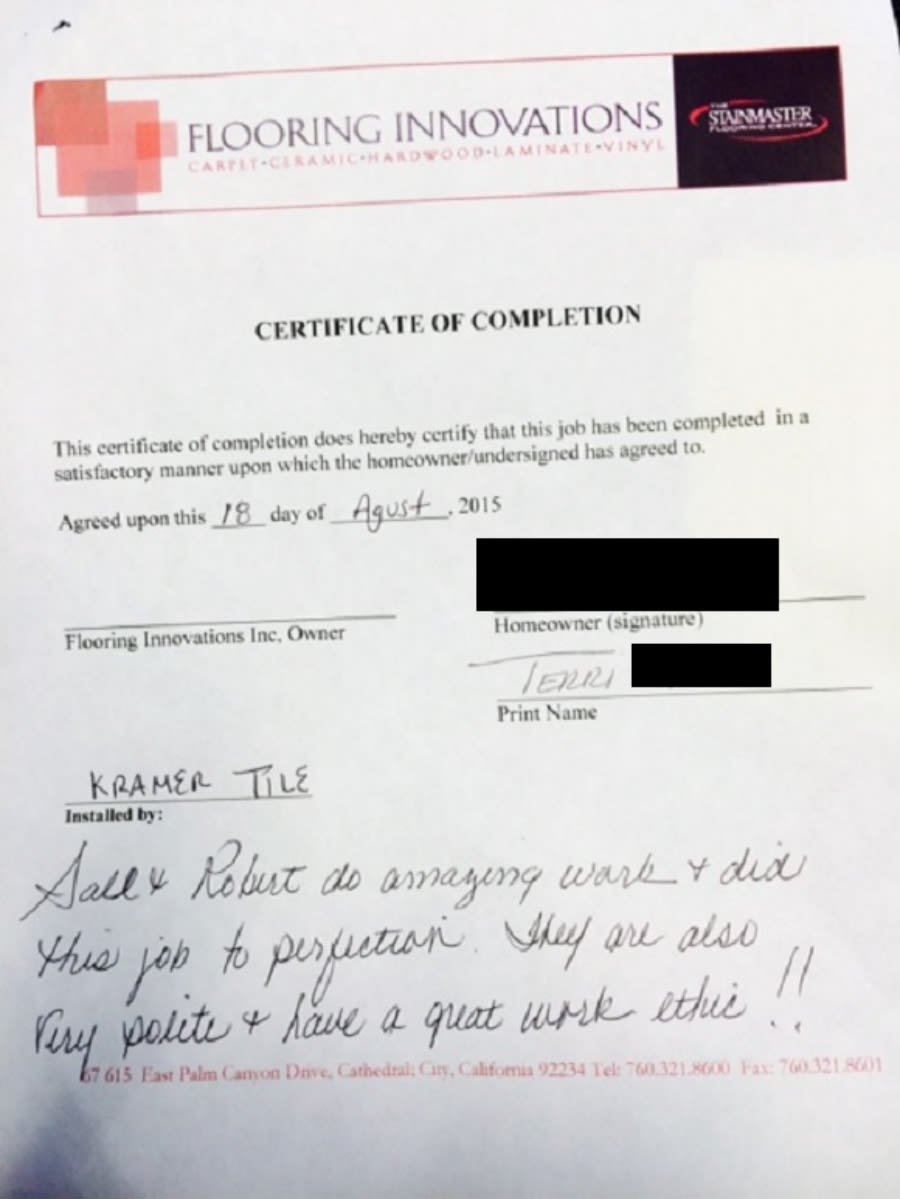 FLOORING INNOVATIONS
CARPET•CERAMIC•HARDWOOD•LAMINATE•VINYL
THE
STAINMASTER
FLOORING CENTER
CERTIFICATE OF COMPLETION
This certificate of completion does hereby certify that this job has been completed in a
satisfactory manner upon which the homeowner/undersigned has agreed to.
Agreed upon this 18 day of Agust, 2015
Flooring Innovations Inc, Owner
Homeowner (signature)
TERRI
Print Name
KRAMER TILE
Installed by:
& Robert do amazing work & did
this job to perfection. They are also
Very polite & have a great work ethic !!
67 615 East Palm Canyon Drive, Cathedral; City, California 92234 Tel: 760.321.8600 Fax: 760.321.8601